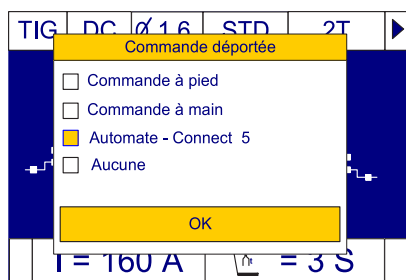 TIG DC Ø 1.6 STD 2T
Commande déportée
Commande à pied
Commande à main
Automate - Connect 5
Aucune
OK
I = 160 A = 3 S